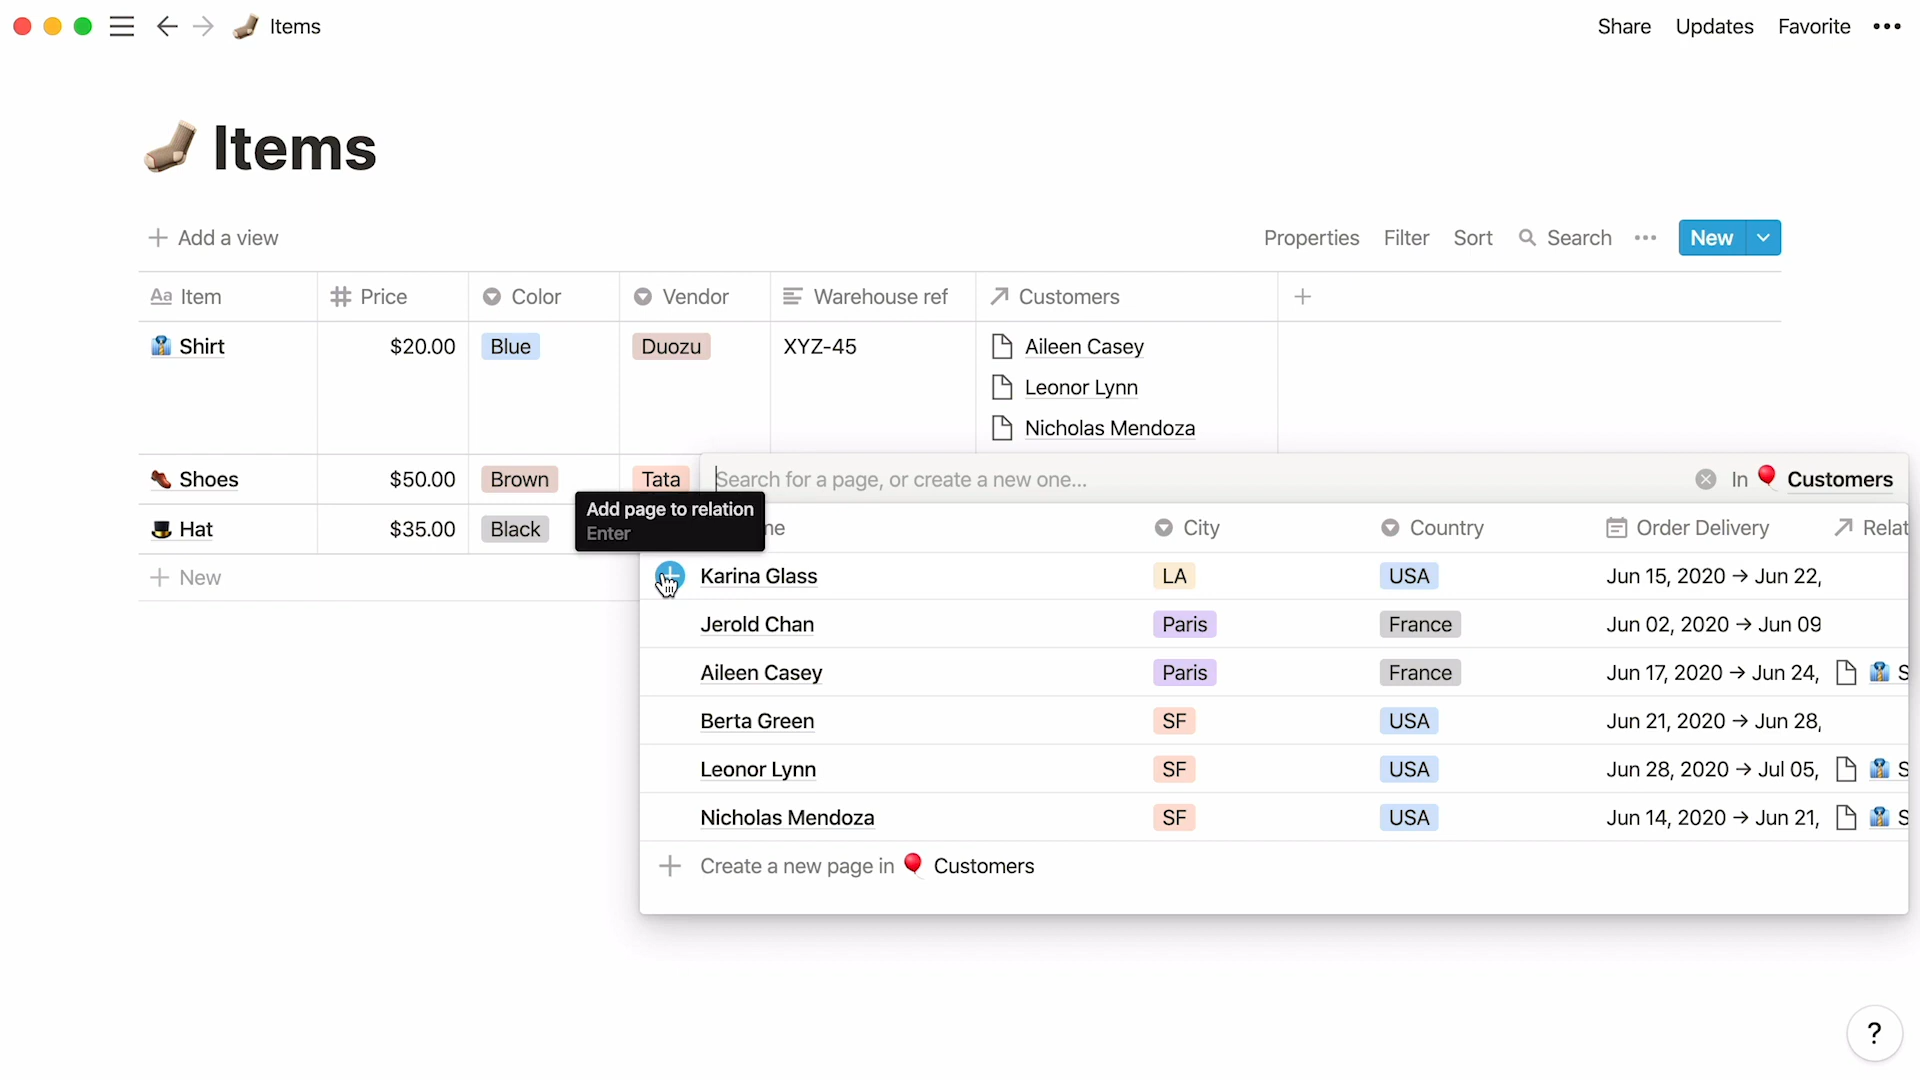 Items
Share Updates Favorite
Items
Add a view
Properties Filter Sort Search New
Aa Item Price Color Vendor Warehouse ref Customers
Shirt $20.00 Blue Duozu XYZ-45 Aileen Casey
Leonor Lynn
Nicholas Mendoza
Shoes $50.00 Brown Tata Search for a page, or create a new one... In Customers
Add page to relation
Enter
Hat $35.00 Black me City Country Order Delivery Relat
New
Karina Glass LA USA Jun 15, 2020 → Jun 22,
Jerold Chan Paris France Jun 02, 2020 → Jun 09
Aileen Casey Paris France Jun 17, 2020 → Jun 24, S
Berta Green SF USA Jun 21, 2020 → Jun 28,
Leonor Lynn SF USA Jun 28, 2020 → Jul 05, S
Nicholas Mendoza SF USA Jun 14, 2020 → Jun 21, S
Create a new page in Customers
?